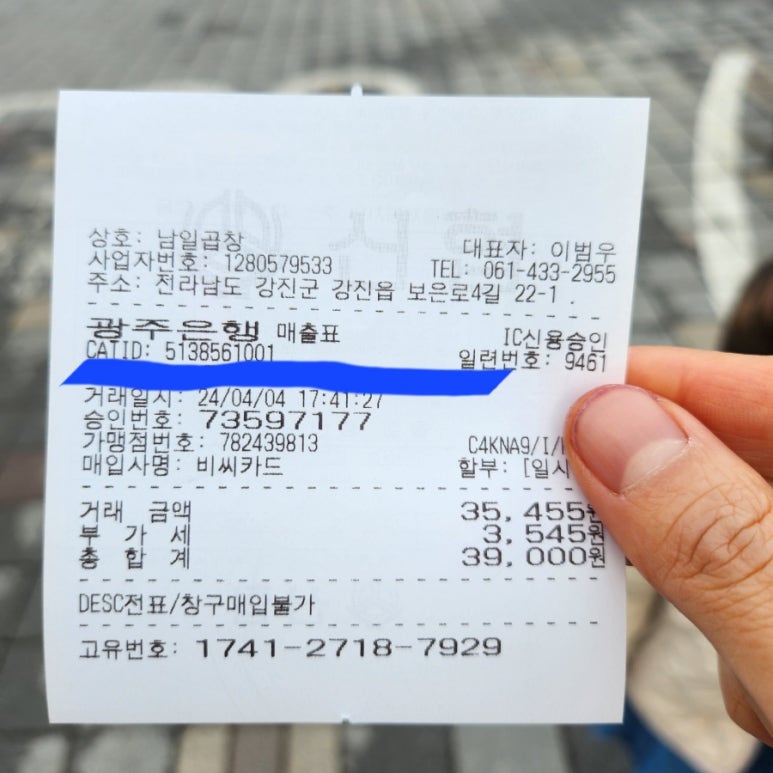 상호: 남일곱창 대표자: 이범우
사업자번호: 1280579533 TEL: 061-433-2955
주소: 전라남도 강진군 강진읍 보은로4길 22-1 .
광주은행 매출표 IC신용승인
CATID: 5138561001 일련번호: 9461
거래일시: 24/04/04 17:41:27
승인번호: 73597177
가맹점번호: 782439813 C4KNA9/I/
매입사명: 비씨카드 할부: [일시
거래 금액 35,455원
부 가 세 3,545원
총 합 계 39,000원
DESC전표/창구매입불가
고유번호: 1741-2718-7929